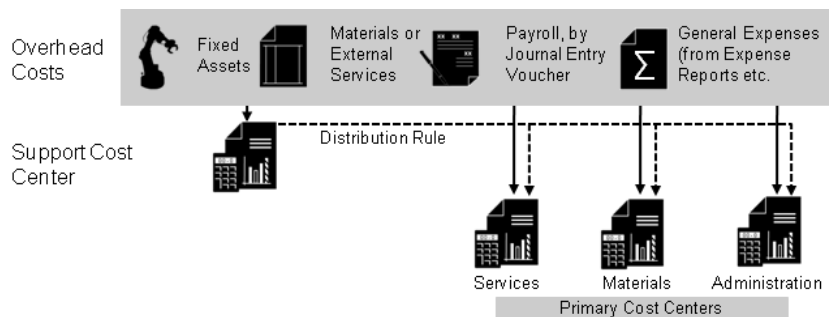 Overhead
Costs
Fixed
Assets
Materials or
External
Services
Payroll, by
Journal Entry
Voucher
General Expenses
(from Expense
Reports etc.
Support Cost
Center
Distribution Rule
Services
Materials
Administration
Primary Cost Centers